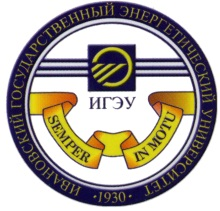 ИВАНОВСКИЙ ГОСУДАРСТВЕННЫЙ ЭНЕРГЕТИЧЕСКИЙ УНИВЕРСИТЕТ
ИГЭУ
SEMPER IN MOTU
· 1930 ·